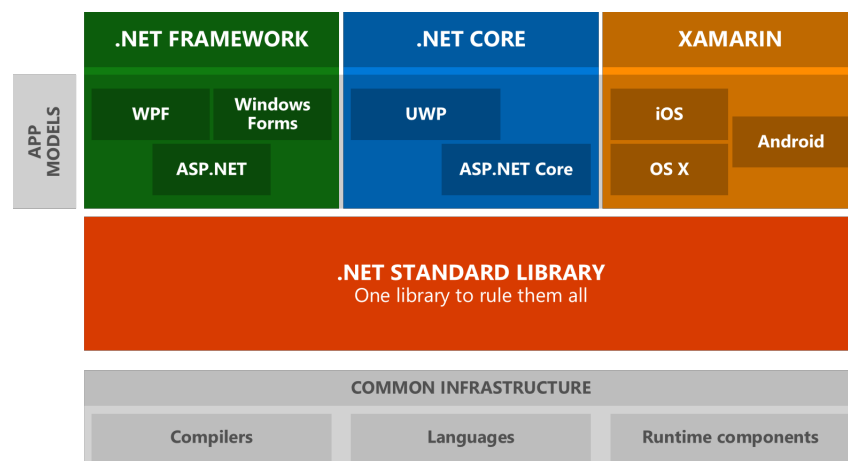 .NET FRAMEWORK
.NET CORE
XAMARIN
APP
MODELS
WPF
Windows
Forms
ASP.NET
UWP
ASP.NET Core
iOS
Android
OS X
.NET STANDARD LIBRARY
One library to rule them all
COMMON INFRASTRUCTURE
Compilers
Languages
Runtime components